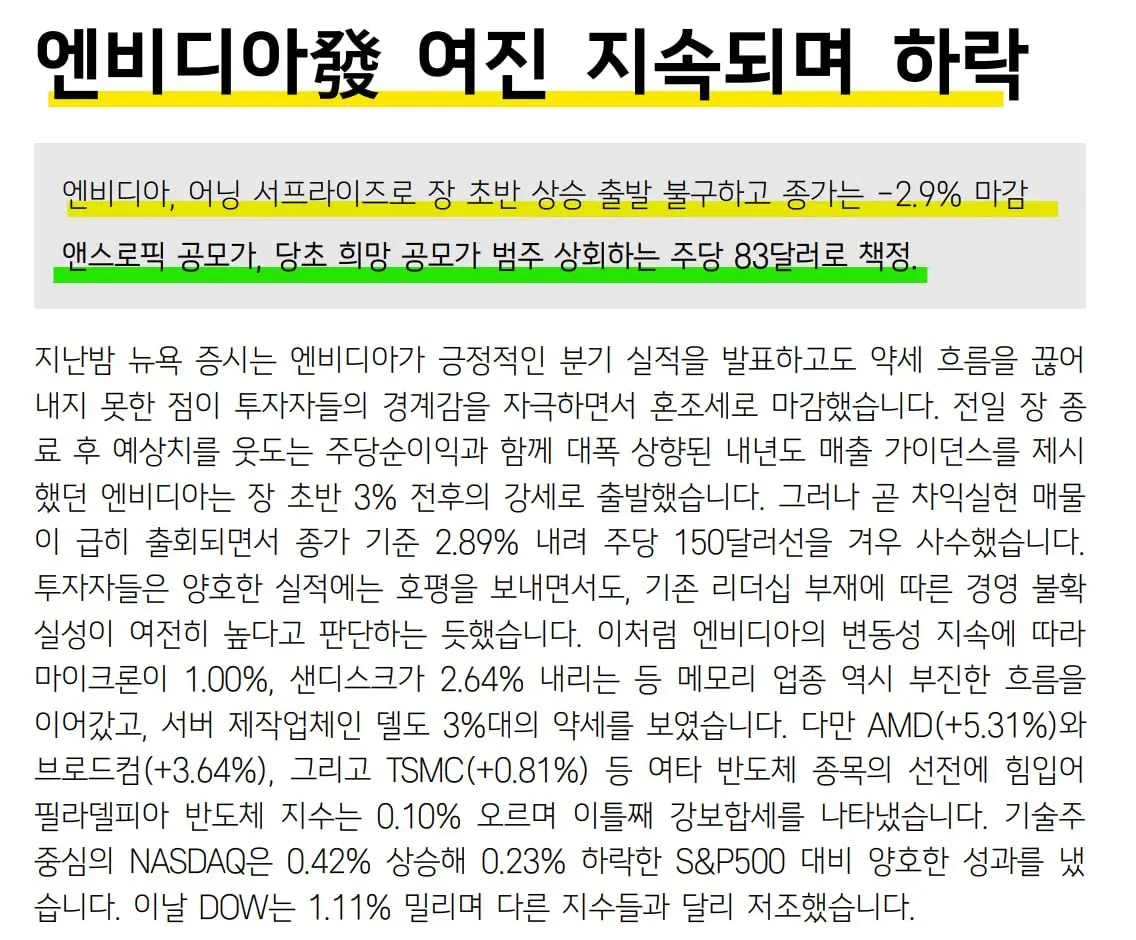 엔비디아發 여진 지속되며 하락
엔비디아, 어닝 서프라이즈로 장 초반 상승 출발 불구하고 종가는 -2.9% 마감
앤스로픽 공모가, 당초 희망 공모가 범주 상회하는 주당 83달러로 책정.
지난밤 뉴욕 증시는 엔비디아가 긍정적인 분기 실적을 발표하고도 약세 흐름을 끊어
내지 못한 점이 투자자들의 경계감을 자극하면서 혼조세로 마감했습니다. 전일 장 종
료 후 예상치를 웃도는 주당순이익과 함께 대폭 상향된 내년도 매출 가이던스를 제시
했던 엔비디아는 장 초반 3% 전후의 강세로 출발했습니다. 그러나 곧 차익실현 매물
이 급히 출회되면서 종가 기준 2.89% 내려 주당 150달러선을 겨우 사수했습니다.
투자자들은 양호한 실적에는 호평을 보내면서도, 기존 리더십 부재에 따른 경영 불확
실성이 여전히 높다고 판단하는 듯했습니다. 이처럼 엔비디아의 변동성 지속에 따라
마이크론이 1.00%, 샌디스크가 2.64% 내리는 등 메모리 업종 역시 부진한 흐름을
이어갔고, 서버 제작업체인 델도 3%대의 약세를 보였습니다. 다만 AMD(+5.31%)와
브로드컴(+3.64%), 그리고 TSMC(+0.81%) 등 여타 반도체 종목의 선전에 힘입어
필라델피아 반도체 지수는 0.10% 오르며 이틀째 강보합세를 나타냈습니다. 기술주
중심의 NASDAQ은 0.42% 상승해 0.23% 하락한 S&P500 대비 양호한 성과를 냈
습니다. 이날 DOW는 1.11% 밀리며 다른 지수들과 달리 저조했습니다.